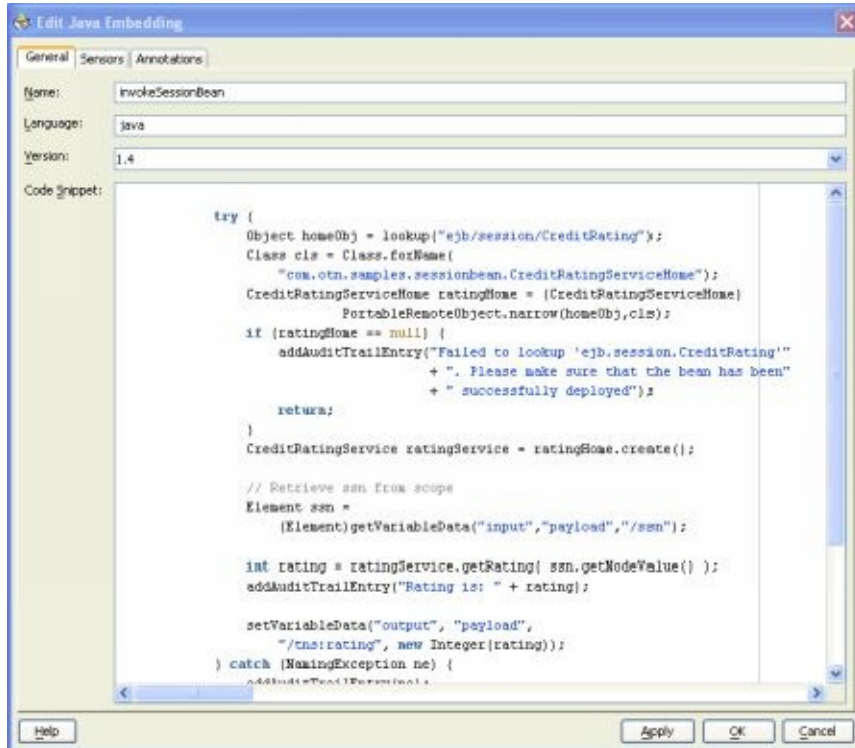 Edit Java Embedding
General Sensors Annotations
Name: invokeSessionBean
Language: java
Version: 1.4
Code Snippet:
try {
Object homeObj = lookup("ejb/session/CreditRating");
Class cls = Class.forName(
"com.otn.samples.sessionbean.CreditRatingServiceHome");
CreditRatingServiceHome ratingHome = (CreditRatingServiceHome)
PortableRemoteObject.narrow(homeObj,cls);
if (ratingHome == null) {
addAuditTrailEntry("Failed to lookup 'ejb.session.CreditRating'"
+ ". Please make sure that the bean has been"
+ " successfully deployed");
return;
}
CreditRatingService ratingService = ratingHome.create();
// Retrieve ssn from scope
Element ssn =
(Element)getVariableData("input","payload","/ssn");
int rating = ratingService.getRating( ssn.getNodeValue() );
addAuditTrailEntry("Rating is: " + rating);
setVariableData("output", "payload",
"/tns:rating", new Integer(rating));
} catch (NamingException ne) {
addAuditTrailEntry(ne);
Help Apply OK Cancel